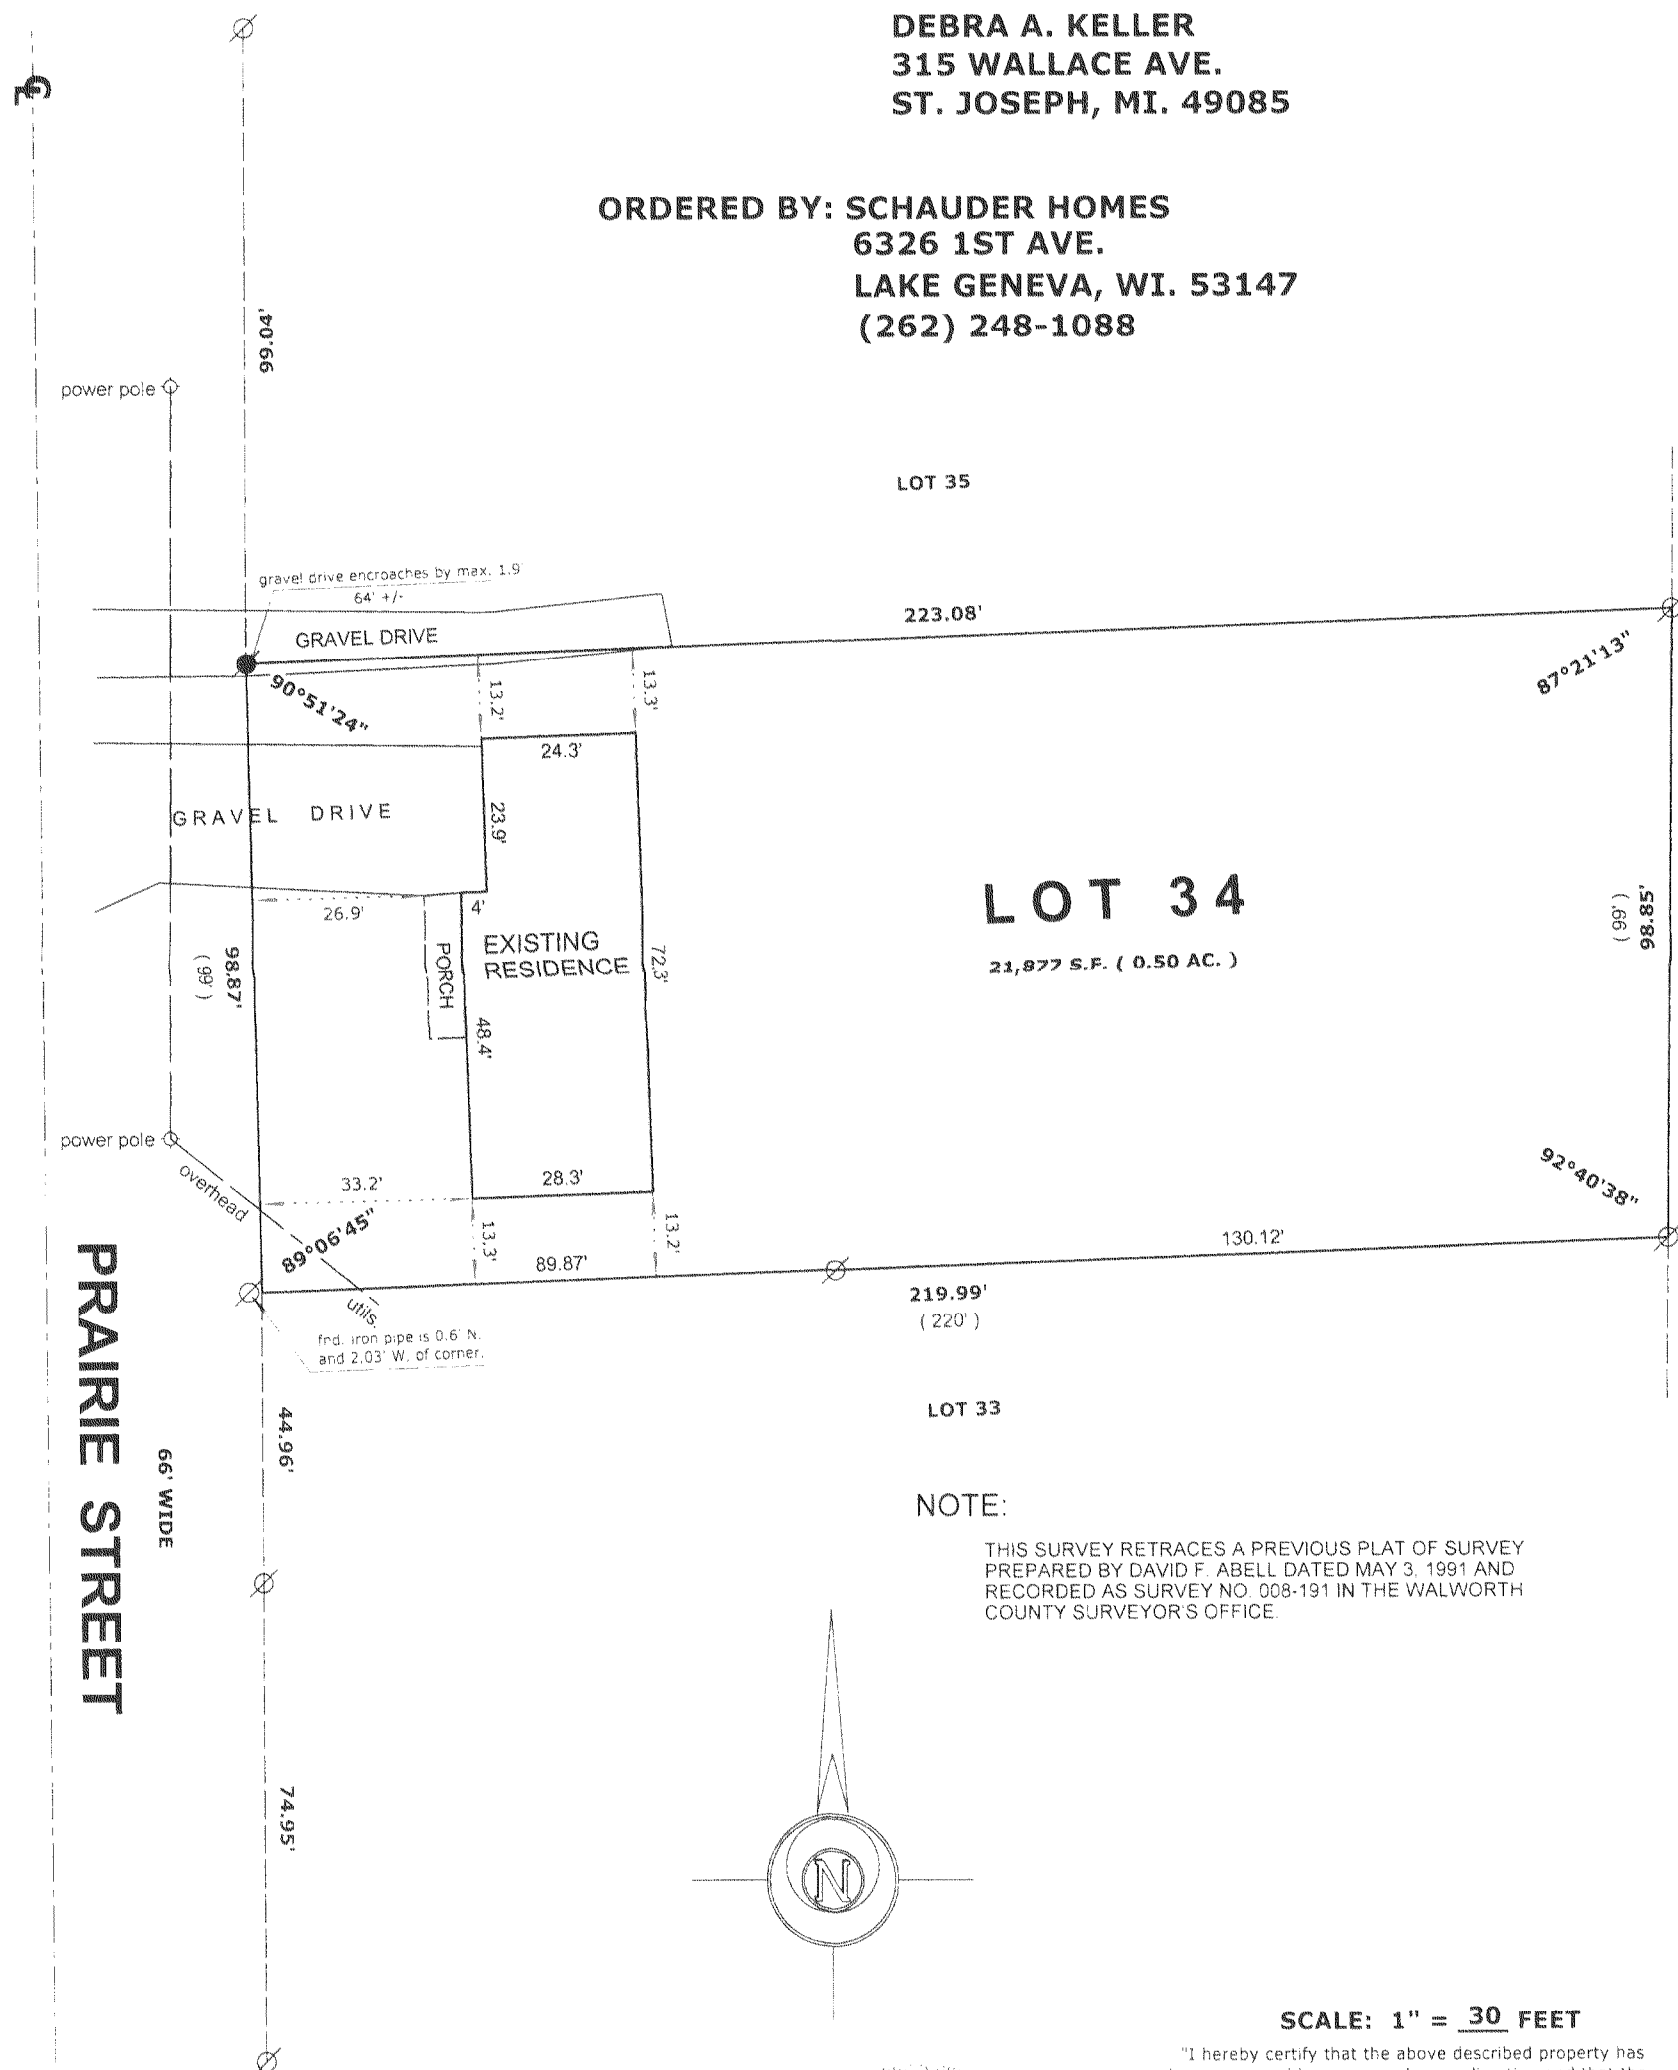 DEBRA A. KELLER
315 WALLACE AVE.
ST. JOSEPH, MI. 49085
ORDERED BY: SCHAUDER HOMES
6326 1ST AVE.
LAKE GENEVA, WI. 53147
(262) 248-1088
99.04'
power pole
LOT 35
gravel drive encroaches by max. 1.9'
64' +/-
GRAVEL DRIVE
223.08'
87°21'13"
90°51'24"
13.2'
13.3'
24.3'
GRAVEL DRIVE
23.9'
LOT 34
21,877 S.F. ( 0.50 AC. )
26.9'
4'
EXISTING
RESIDENCE
PORCH
72.3'
48.4'
98.87'
( 99' )
98.85'
( 99' )
power pole
overhead
utils.
33.2'
28.3'
89°06'45"
13.3'
13.2'
92°40'38"
89.87'
130.12'
219.99'
( 220' )
fnd. iron pipe is 0.6' N.
and 2.03' W. of corner.
LOT 33
44.96'
PRAIRIE STREET
66' WIDE
74.95'
NOTE:
THIS SURVEY RETRACES A PREVIOUS PLAT OF SURVEY
PREPARED BY DAVID F. ABELL DATED MAY 3, 1991 AND
RECORDED AS SURVEY NO. 008-191 IN THE WALWORTH
COUNTY SURVEYOR'S OFFICE.
N
SCALE: 1" = 30 FEET
"I hereby certify that the above described property has